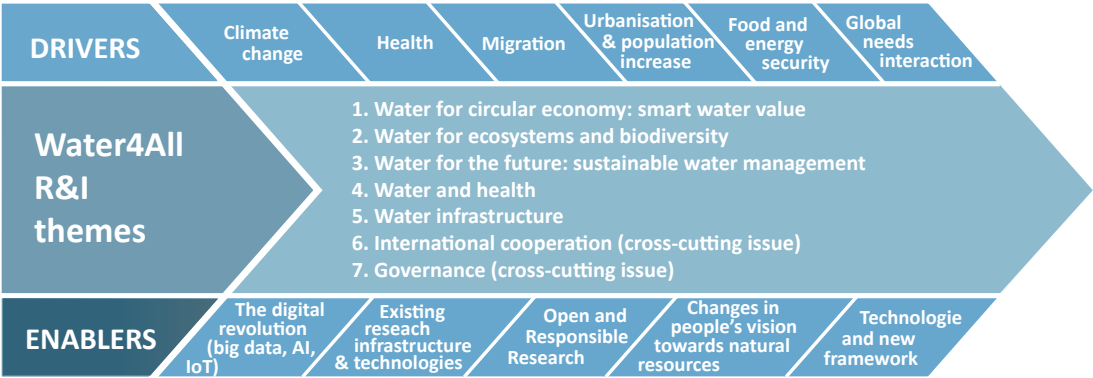 DRIVERS
Climate
change
Health
Migration
Urbanisation
& population
increase
Food and
energy
security
Global
needs
interaction
Water4All
R&I
themes
1. Water for circular economy: smart water value
2. Water for ecosystems and biodiversity
3. Water for the future: sustainable water management
4. Water and health
5. Water infrastructure
6. International cooperation (cross-cutting issue)
7. Governance (cross-cutting issue)
ENABLERS
The digital
revolution
(big data, AI,
IoT)
Existing
reseach
infrastructure
& technologies
Open and
Responsible
Research
Changes in
people's vision
towards natural
resources
Technologie
and new
framework